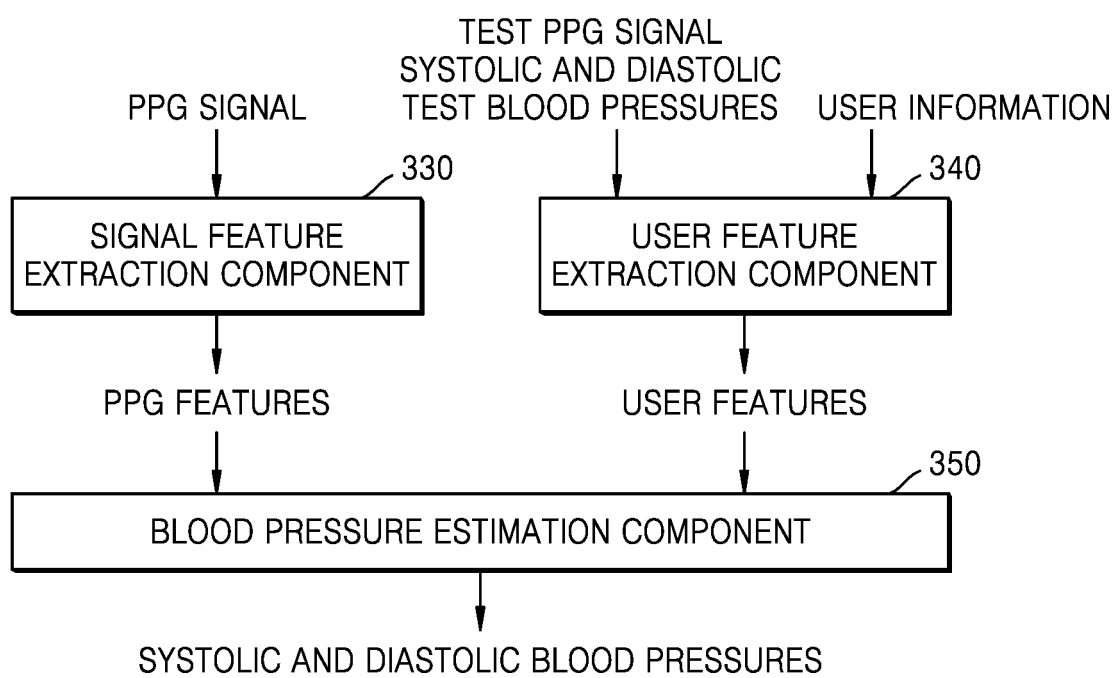 TEST PPG SIGNAL
SYSTOLIC AND DIASTOLIC
TEST BLOOD PRESSURES
PPG SIGNAL
USER INFORMATION
330
340
SIGNAL FEATURE
EXTRACTION COMPONENT
USER FEATURE
EXTRACTION COMPONENT
PPG FEATURES
USER FEATURES
350
BLOOD PRESSURE ESTIMATION COMPONENT
SYSTOLIC AND DIASTOLIC BLOOD PRESSURES